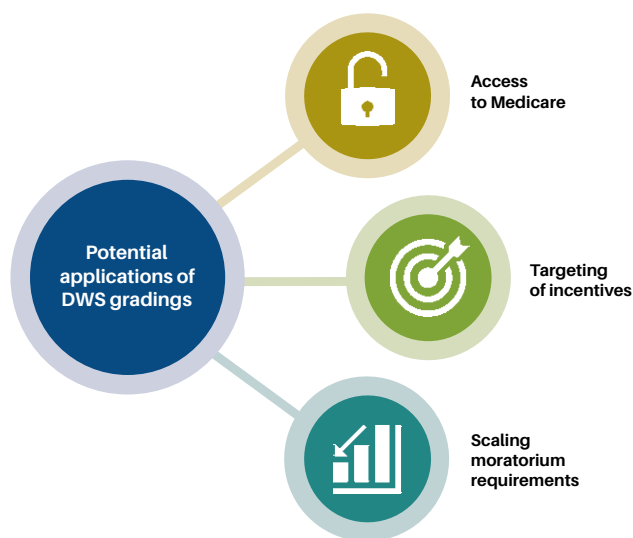 Access
to Medicare
Potential
applications of
DWS gradings
Targeting
of incentives
Scaling
moratorium
requirements